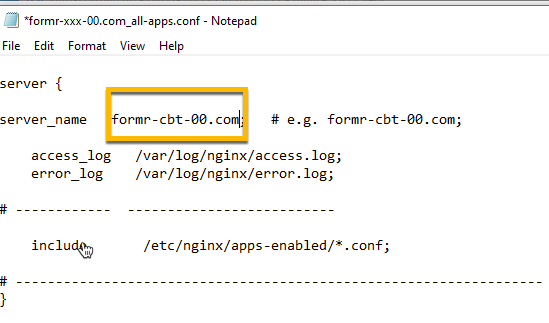 *formr-xxx-00.com_all-apps.conf - Notepad
File Edit Format View Help
server {
server_name formr-cbt-00.com; # e.g. formr-cbt-00.com;
access_log /var/log/nginx/access.log;
error_log /var/log/nginx/error.log;
# ------------ --------------------------
include /etc/nginx/apps-enabled/*.conf;
# ------------------------------------------------------------------
}